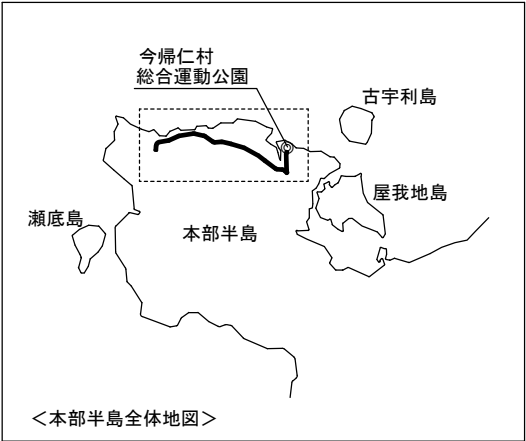 今帰仁村
総合運動公園
古宇利島
屋我地島
瀬底島
本部半島
＜本部半島全体地図＞